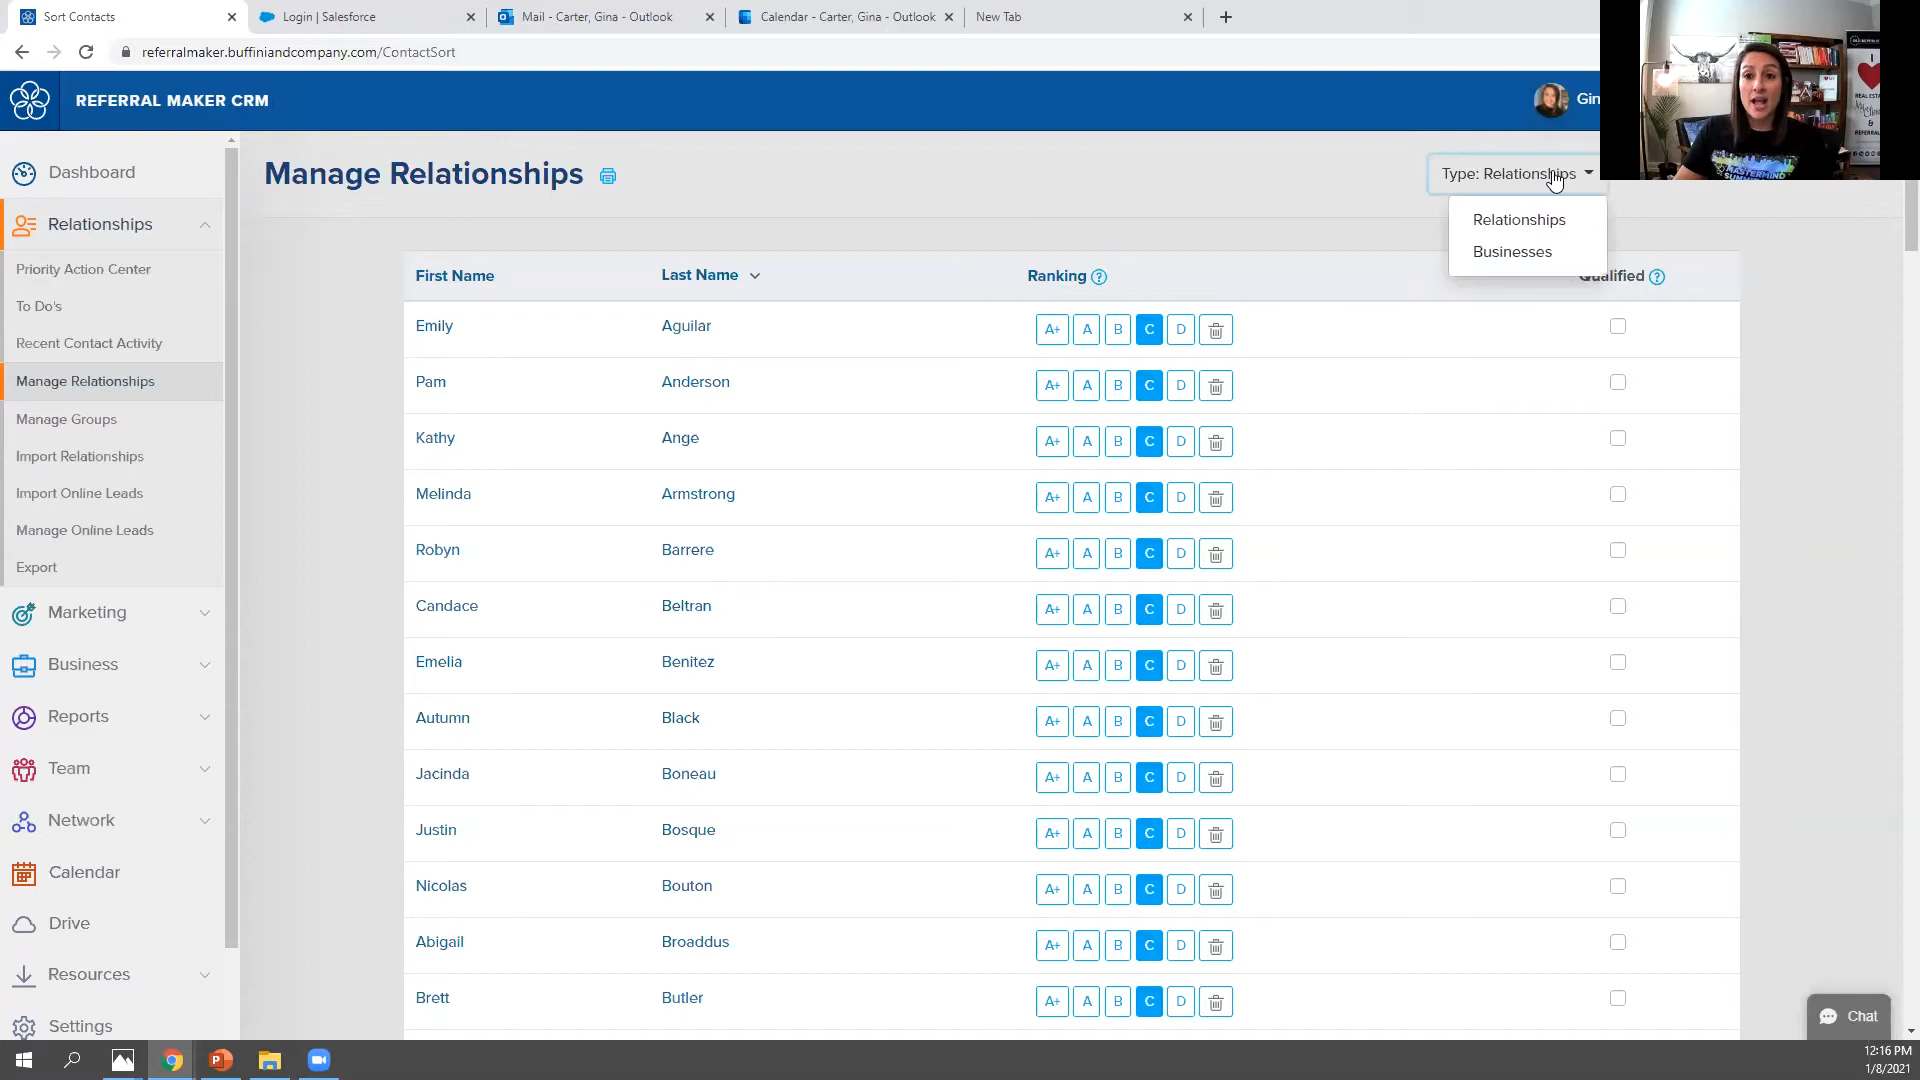 Sort Contacts
Login | Salesforce
Mail - Carter, Gina - Outlook
Calendar - Carter, Gina - Outlook
New Tab
referralmaker.buffiniandcompany.com/ContactSort
REFERRAL MAKER CRM
Gin
I
REAL ESTATE
&
REFERRALS
MASTERMIND
SUMMIT
Manage Relationships
Type: Relationships
Relationships
Businesses
Dashboard
Relationships
Priority Action Center
To Do's
Recent Contact Activity
Manage Relationships
Manage Groups
Import Relationships
Import Online Leads
Manage Online Leads
Export
Marketing
Business
Reports
Team
Network
Calendar
Drive
Resources
Settings
First Name Last Name Ranking ? Qualified ?
Emily Aguilar A+ A B C D
Pam Anderson A+ A B C D
Kathy Ange A+ A B C D
Melinda Armstrong A+ A B C D
Robyn Barrere A+ A B C D
Candace Beltran A+ A B C D
Emelia Benitez A+ A B C D
Autumn Black A+ A B C D
Jacinda Boneau A+ A B C D
Justin Bosque A+ A B C D
Nicolas Bouton A+ A B C D
Abigail Broaddus A+ A B C D
Brett Butler A+ A B C D
Chat
12:16 PM
1/8/2021